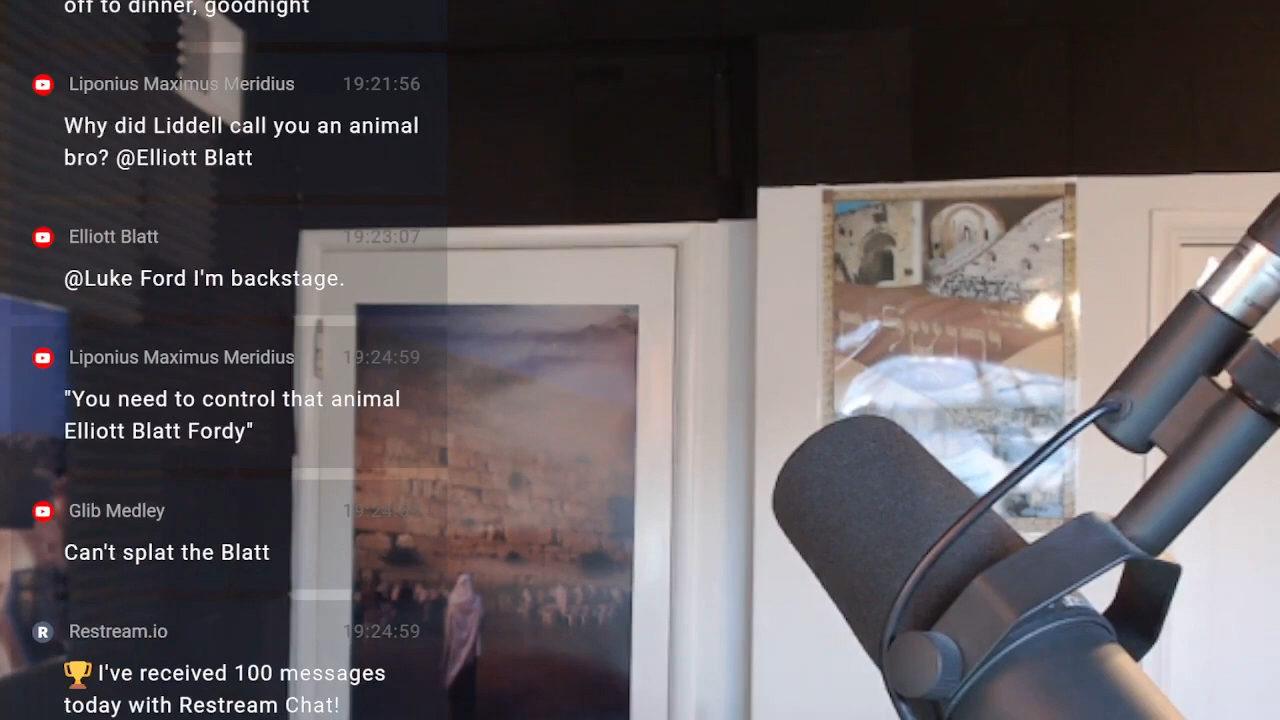 off to dinner, goodnight
Liponius Maximus Meridius 19:21:56
Why did Liddell call you an animal
bro? @Elliott Blatt
Elliott Blatt 19:23:07
@Luke Ford I'm backstage.
Liponius Maximus Meridius 19:24:59
"You need to control that animal
Elliott Blatt Fordy"
Glib Medley
Can't splat the Blatt
R Restream.io 19:24:59
🏆 I've received 100 messages
today with Restream Chat!
ירושלים